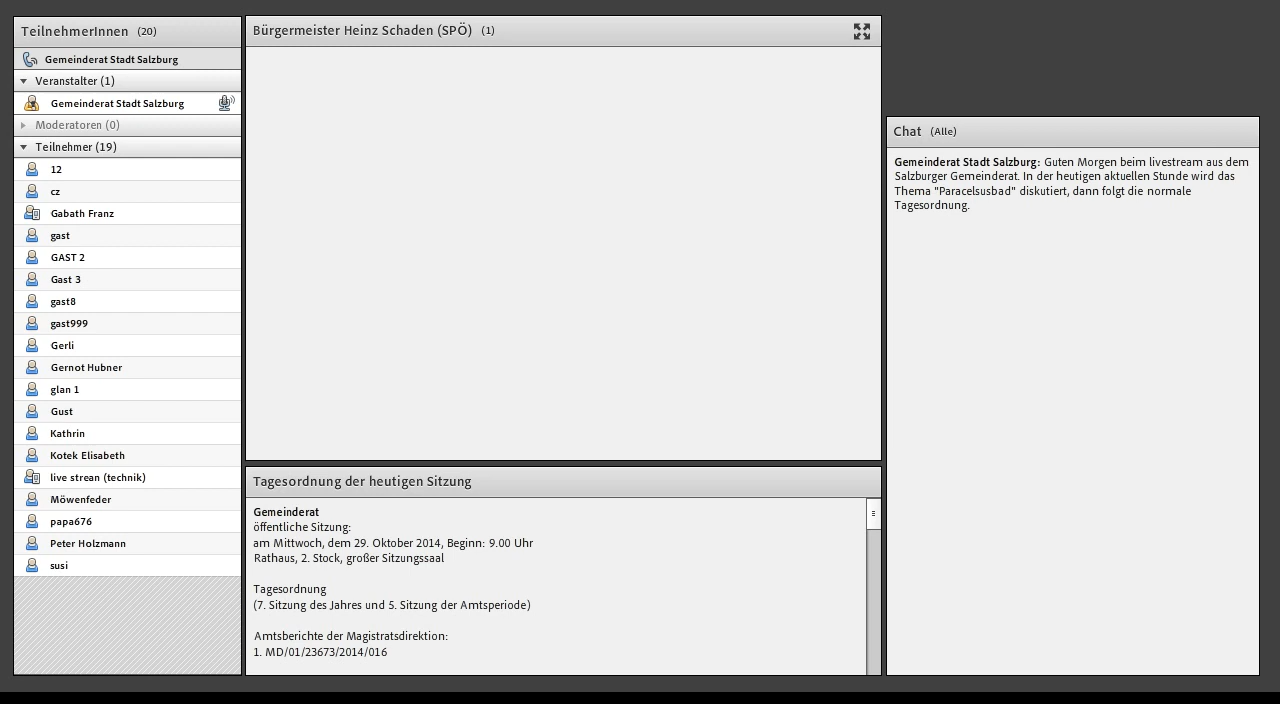 TeilnehmerInnen (20)
Gemeinderat Stadt Salzburg
Veranstalter (1)
Gemeinderat Stadt Salzburg
Moderatoren (0)
Teilnehmer (19)
12
cz
Gabath Franz
gast
GAST 2
Gast 3
gast8
gast999
Gerli
Gernot Hubner
glan 1
Gust
Kathrin
Kotek Elisabeth
live strean (technik)
Möwenfeder
papa676
Peter Holzmann
susi
Bürgermeister Heinz Schaden (SPÖ) (1)
Tagesordnung der heutigen Sitzung
Gemeinderat
öffentliche Sitzung:
am Mittwoch, dem 29. Oktober 2014, Beginn: 9.00 Uhr
Rathaus, 2. Stock, großer Sitzungssaal
Tagesordnung
(7. Sitzung des Jahres und 5. Sitzung der Amtsperiode)
Amtsberichte der Magistratsdirektion:
1. MD/01/23673/2014/016
Chat (Alle)
Gemeinderat Stadt Salzburg: Guten Morgen beim livestream aus dem
Salzburger Gemeinderat. In der heutigen aktuellen Stunde wird das
Thema "Paracelsusbad" diskutiert, dann folgt die normale
Tagesordnung.